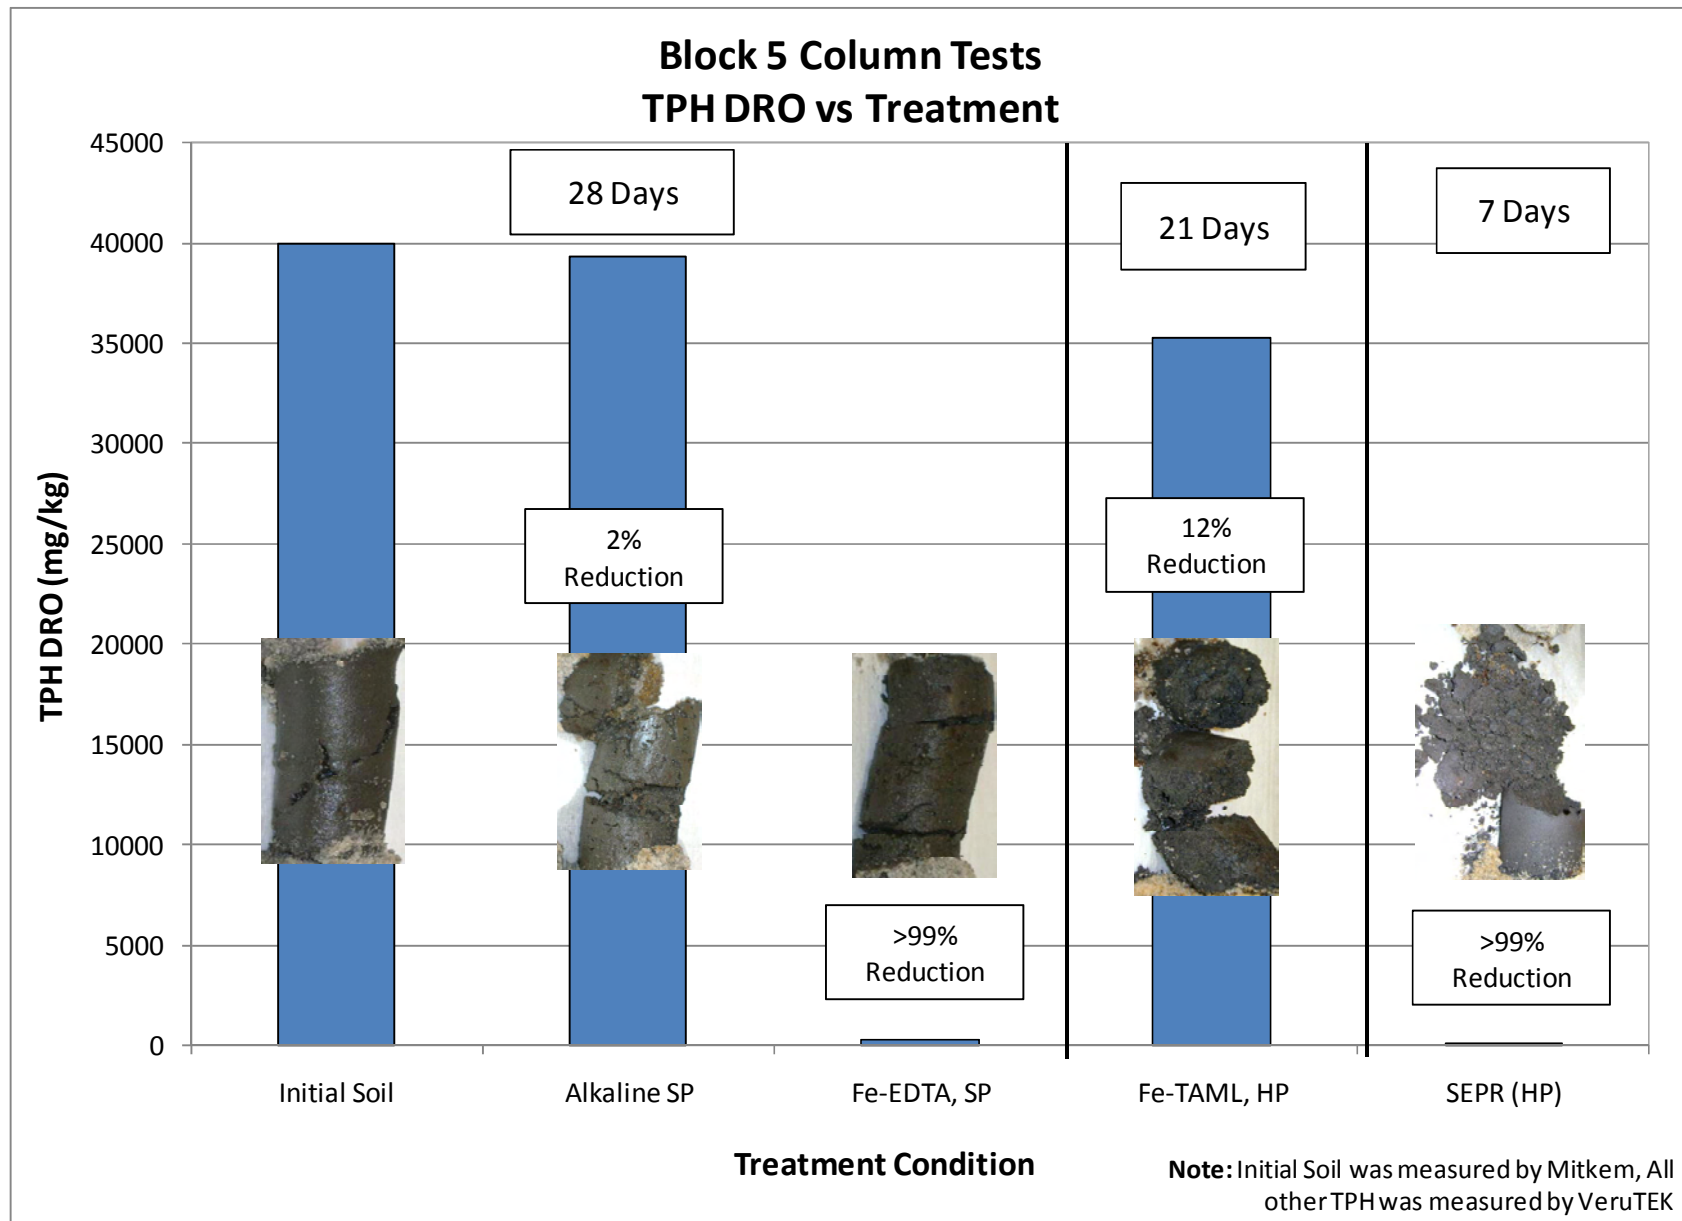 Block 5 Column Tests
TPH DRO vs Treatment
45000
40000
35000
30000
25000
20000
15000
10000
5000
0
TPH DRO (mg/kg)
28 Days
21 Days
7 Days
2%
Reduction
>99%
Reduction
12%
Reduction
>99%
Reduction
Initial Soil
Alkaline SP
Fe-EDTA, SP
Fe-TAML, HP
SEPR (HP)
Treatment Condition
Note: Initial Soil was measured by Mitkem, All
other TPH was measured by VeruTEK